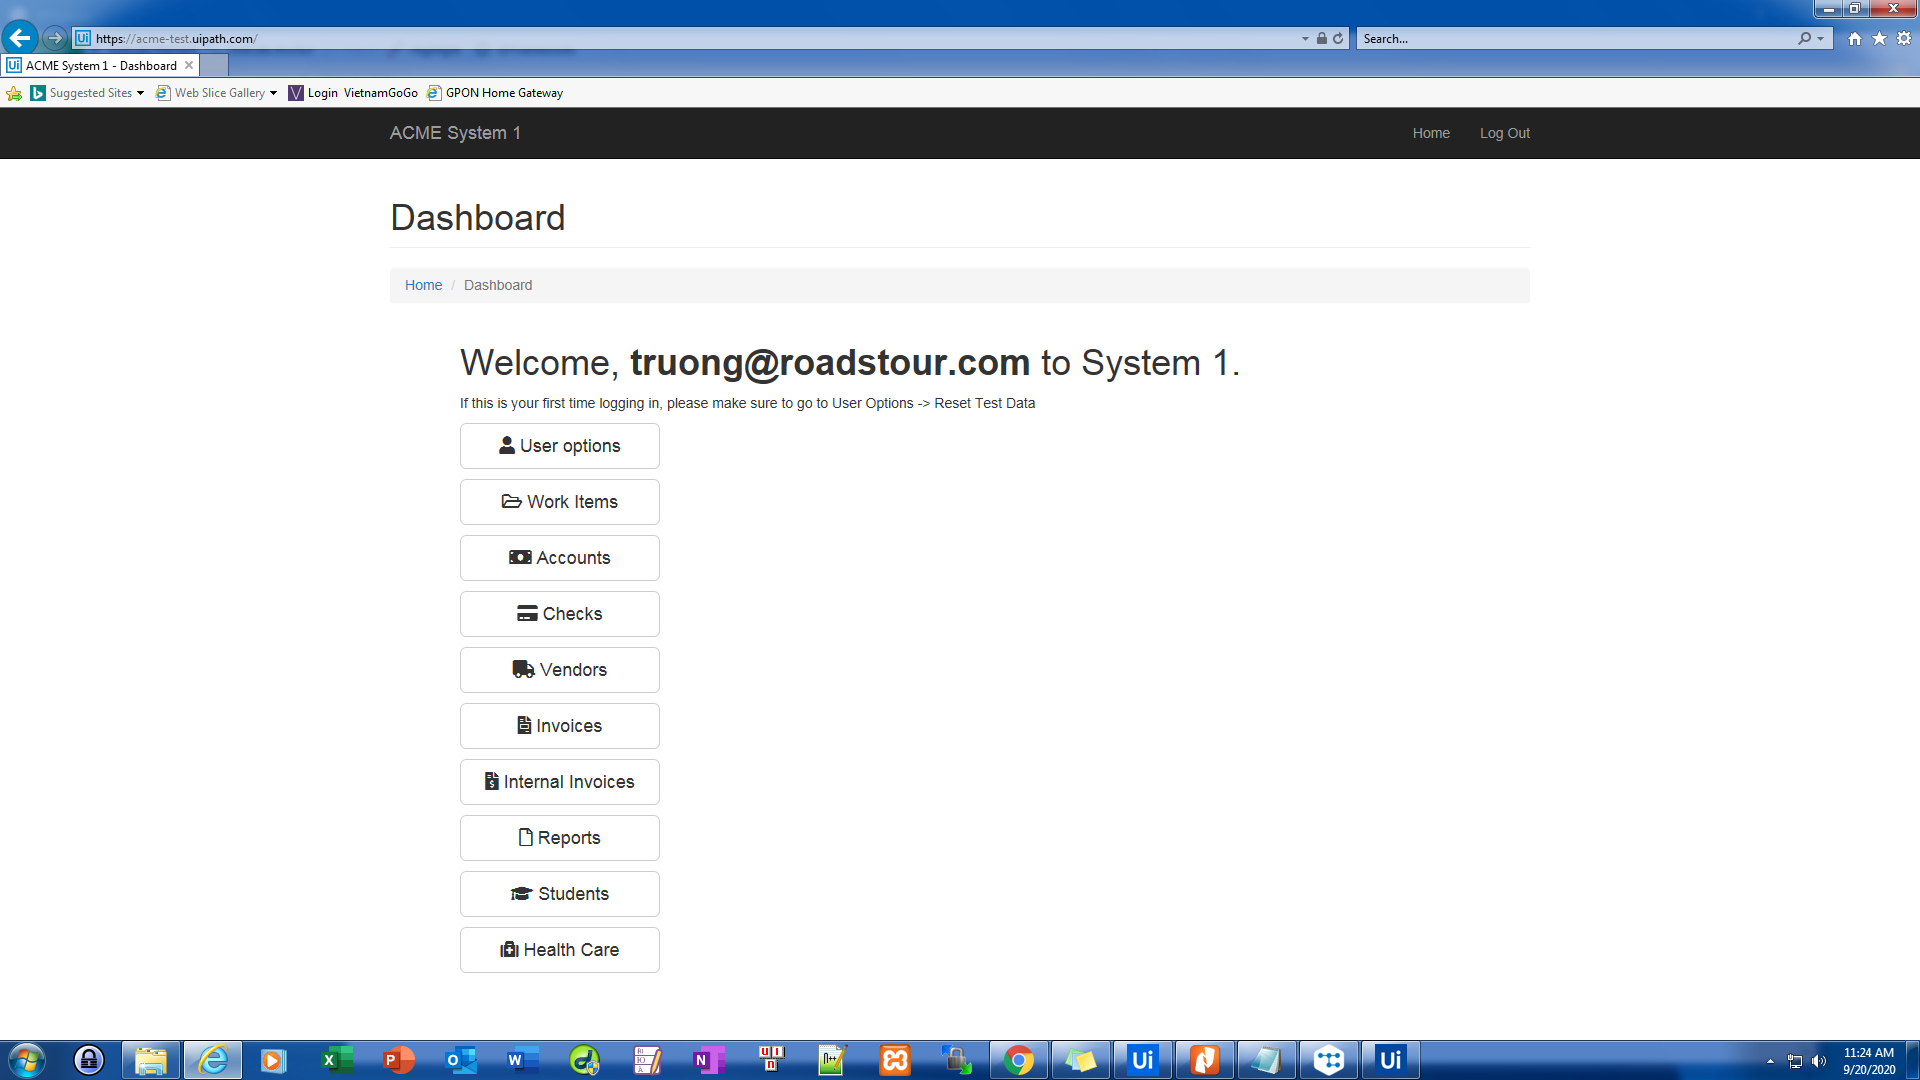 https://acme-test.uipath.com/
Search...
ACME System 1 - Dashboard
Suggested Sites
Web Slice Gallery
Login VietnamGoGo
GPON Home Gateway
ACME System 1
Home
Log Out
Dashboard
Home / Dashboard
Welcome, truong@roadstour.com to System 1.
If this is your first time logging in, please make sure to go to User Options -> Reset Test Data
User options
Work Items
Accounts
Checks
Vendors
Invoices
Internal Invoices
Reports
Students
Health Care
11:24 AM
9/20/2020